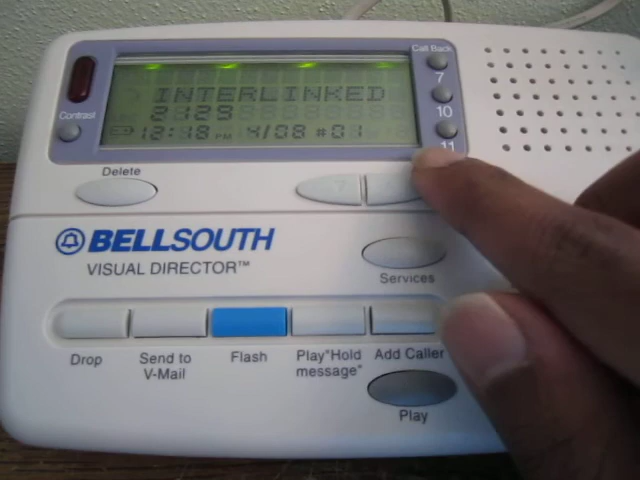 Call Back
7
10
11
Contrast
INTERLINKED
2129
12:18 PM 4/08 #01
Delete
BELLSOUTH
VISUAL DIRECTOR™
Services
Drop
Send to
V-Mail
Flash
Play"Hold
message"
Add Caller
Play